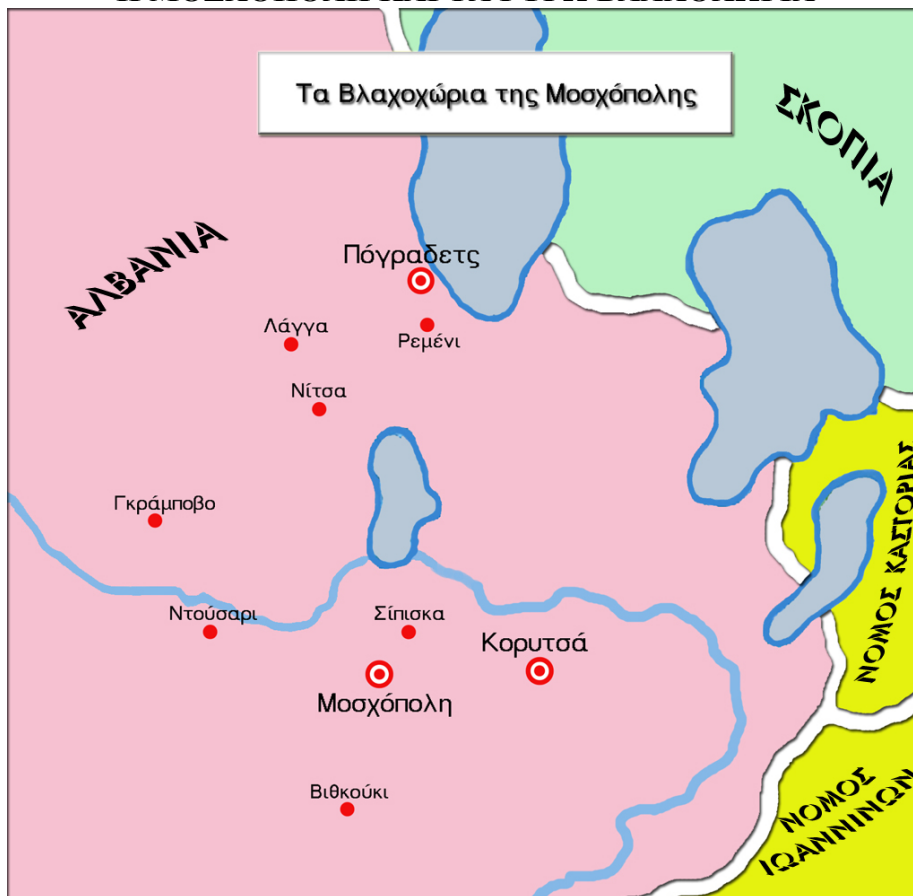 Τα Βλαχοχώρια της Μοσχόπολης
ΣΚΟΠΙΑ
ΑΛΒΑΝΙΑ
Πόγραδετς
Λάγγα
Ρεμένι
Νίτσα
Γκράμποβο
ΝΟΜΟΣ ΚΑΣΤΟΡΙΑΣ
Ντούσαρι
Σίπισκα
Κορυτσά
Μοσχόπολη
Βιθκούκι
ΝΟΜΟΣ
ΙΩΑΝΝΙΝΩΝ